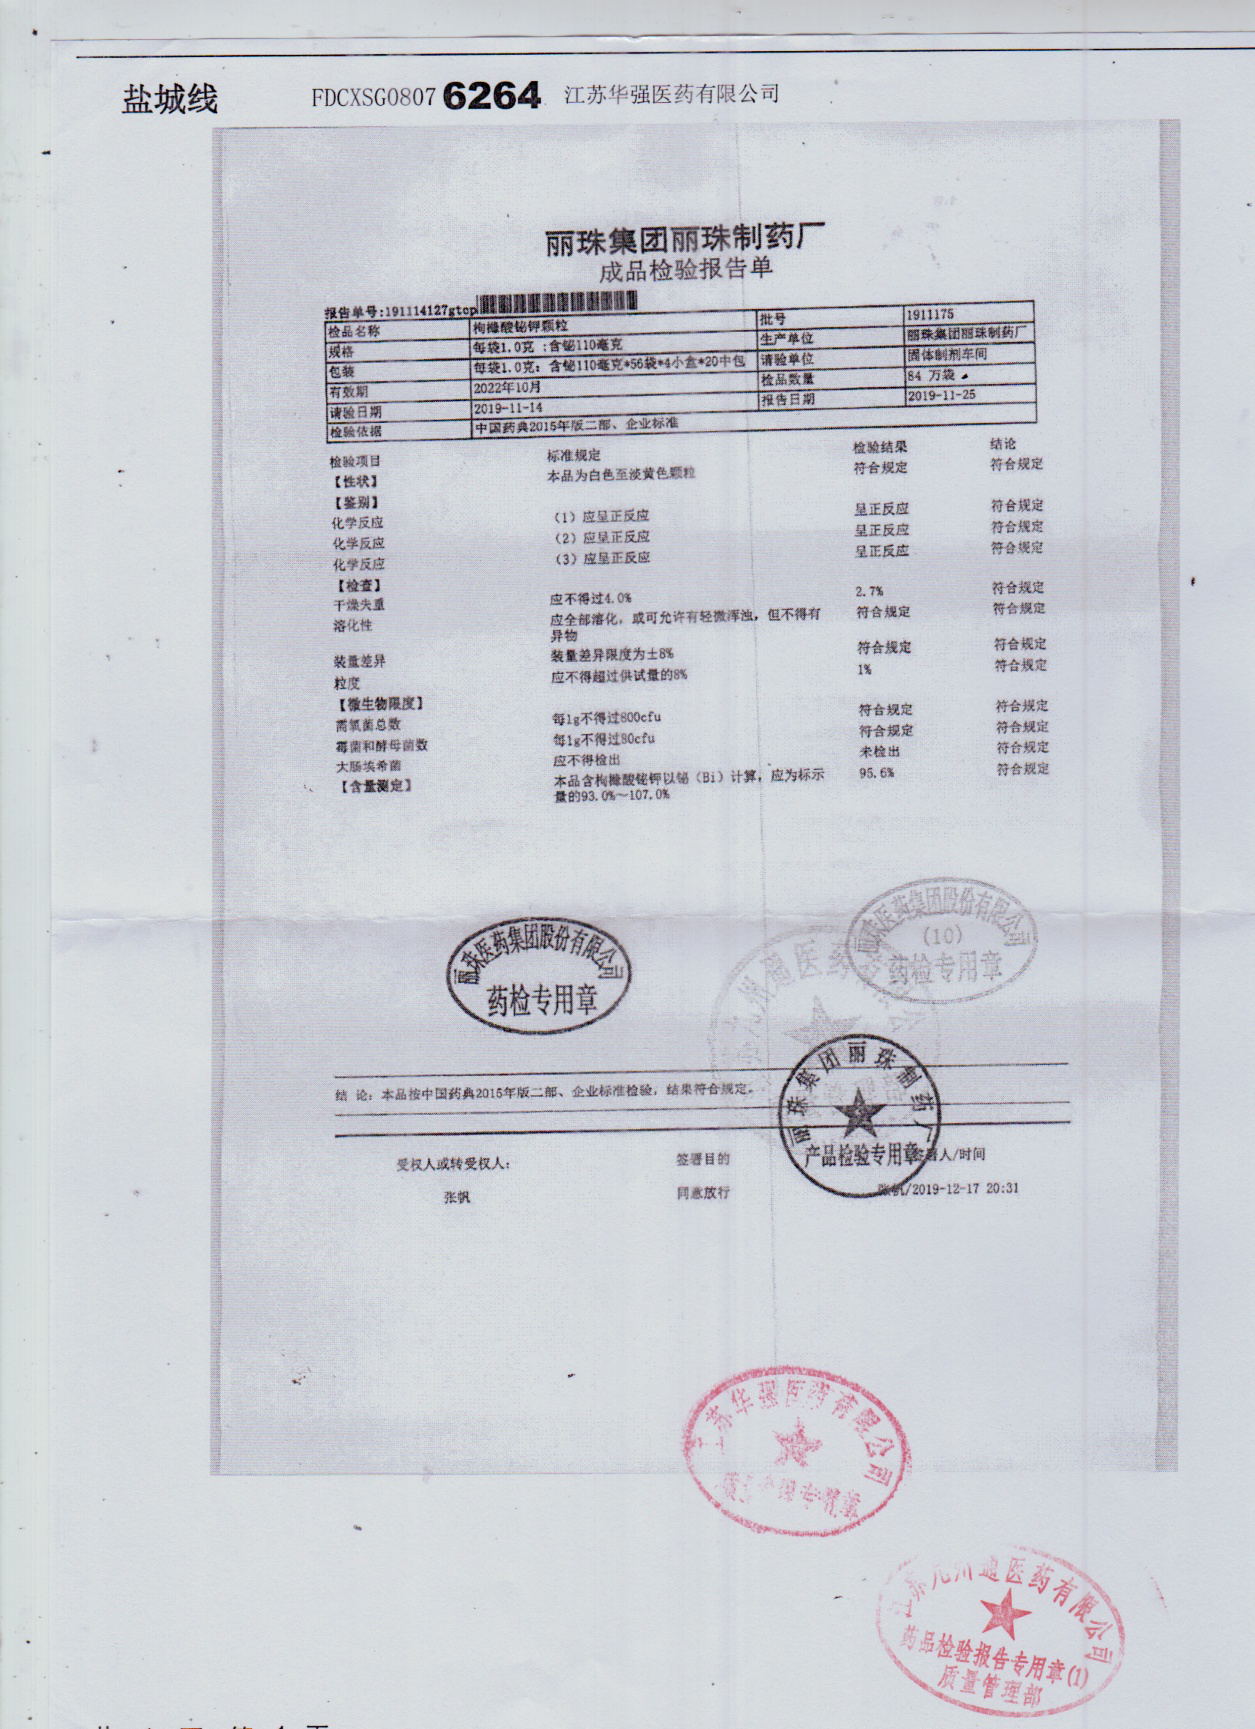 盐城线 FDCXSG0807 6264 江苏华强医药有限公司
丽珠集团丽珠制药厂
成品检验报告单
报告单号:191114127gtcp
检品名称 枸橼酸铋钾颗粒 批号 1911175
规格 每袋1.0克：含铋110毫克 生产单位 丽珠集团丽珠制药厂
包装 每袋1.0克：含铋110毫克*56袋*4小盒*20中包 请验单位 固体制剂车间
有效期 2022年10月 检品数量 84 万袋
请验日期 2019-11-14 报告日期 2019-11-25
检验依据 中国药典2015年版二部、企业标准
检验项目 标准规定 检验结果 结论
【性状】 本品为白色至淡黄色颗粒 符合规定 符合规定
【鉴别】
化学反应 （1）应呈正反应 呈正反应 符合规定
化学反应 （2）应呈正反应 呈正反应 符合规定
化学反应 （3）应呈正反应 呈正反应 符合规定
【检查】
干燥失重 应不得过4.0% 2.7% 符合规定
溶化性 应全部溶化，或可允许有轻微浑浊，但不得有 符合规定 符合规定
异物
装量差异 装量差异限度为±8% 符合规定 符合规定
粒度 应不得超过供试量的8% 1% 符合规定
【微生物限度】
需氧菌总数 每1g不得过800cfu 符合规定 符合规定
霉菌和酵母菌数 每1g不得过80cfu 符合规定 符合规定
大肠埃希菌 应不得检出 未检出 符合规定
【含量测定】 本品含枸橼酸铋钾以铋（Bi）计算，应为标示 95.6% 符合规定
量的93.0%～107.0%
丽珠医药集团股份有限公司
(10)
药检专用章
丽珠医药集团股份有限公司
药检专用章
九州通医药有限公司
丽珠集团丽珠制药厂
产品检验专用章
结 论：本品按中国药典2015年版二部、企业标准检验，结果符合规定。
受权人或转受权人： 签署目的 人/时间
张帆 同意放行 张帆/2019-12-17 20:31
江苏华强医药有限公司
江苏九州通医药有限公司
药品检验报告专用章(1)
质量管理部